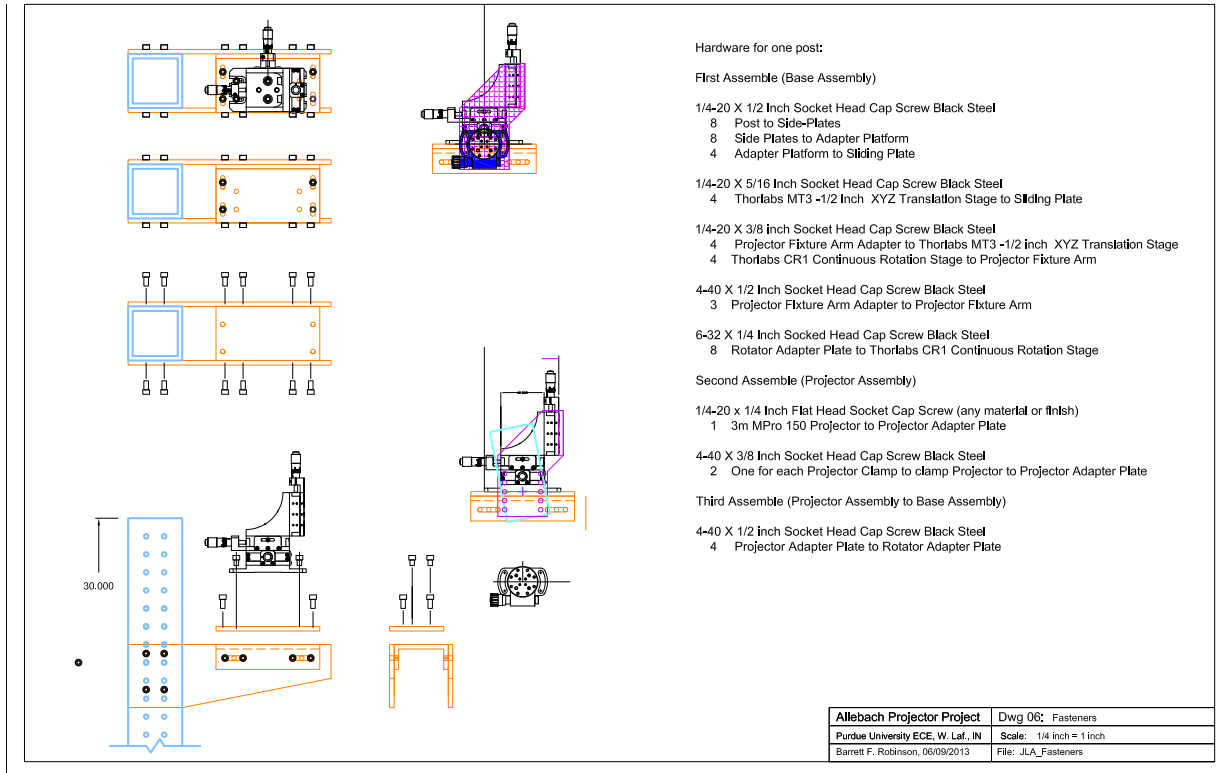 Hardware for one post:
First Assemble (Base Assembly)
1/4-20 X 1/2 Inch Socket Head Cap Screw Black Steel
8 Post to Side-Plates
8 Side Plates to Adapter Platform
4 Adapter Platform to Sliding Plate
1/4-20 X 5/16 Inch Socket Head Cap Screw Black Steel
4 Thorlabs MT3 -1/2 Inch XYZ Translation Stage to Sliding Plate
1/4-20 X 3/8 inch Socket Head Cap Screw Black Steel
4 Projector Fixture Arm Adapter to Thorlabs MT3 -1/2 inch XYZ Translation Stage
4 Thorlabs CR1 Continuous Rotation Stage to Projector Fixture Arm
4-40 X 1/2 Inch Socket Head Cap Screw Black Steel
3 Projector Fixture Arm Adapter to Projector Fixture Arm
6-32 X 1/4 Inch Socked Head Cap Screw Black Steel
8 Rotator Adapter Plate to Thorlabs CR1 Continuous Rotation Stage
Second Assemble (Projector Assembly)
1/4-20 x 1/4 Inch Flat Head Socket Cap Screw (any material or finish)
1 3m MPro 150 Projector to Projector Adapter Plate
4-40 X 3/8 Inch Socket Head Cap Screw Black Steel
2 One for each Projector Clamp to clamp Projector to Projector Adapter Plate
Third Assemble (Projector Assembly to Base Assembly)
4-40 X 1/2 inch Socket Head Cap Screw Black Steel
4 Projector Adapter Plate to Rotator Adapter Plate
30.000
Allebach Projector Project
Dwg 06: Fasteners
Purdue University ECE, W. Laf., IN
Scale: 1/4 inch = 1 inch
Barrett F. Robinson, 06/09/2013
File: JLA_Fasteners